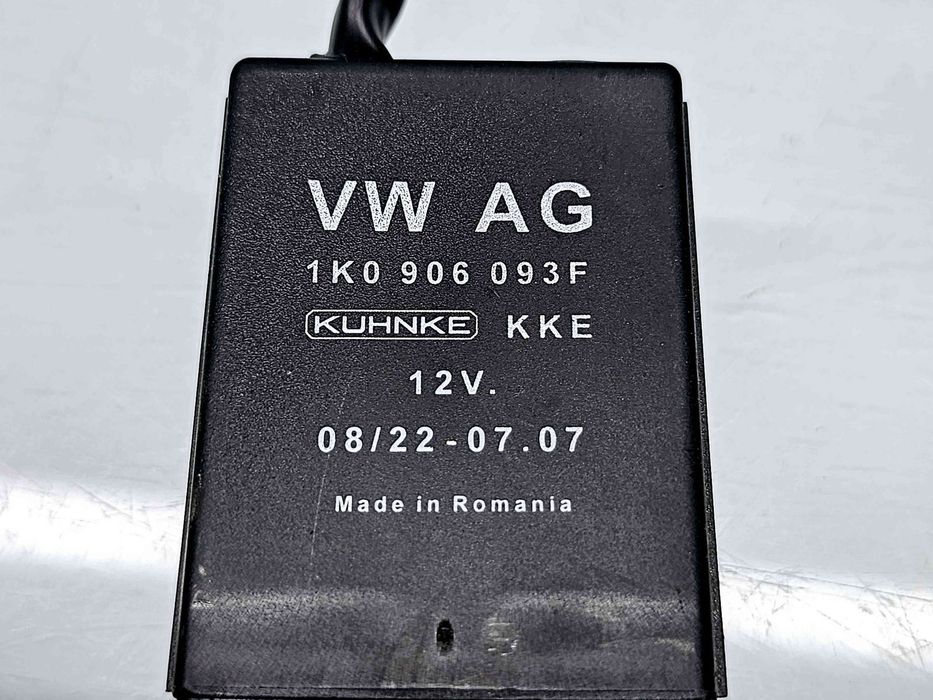 VW AG
1K0 906 093F
KUHNKE KKE
12V.
08/22-07.07
Made in Romania